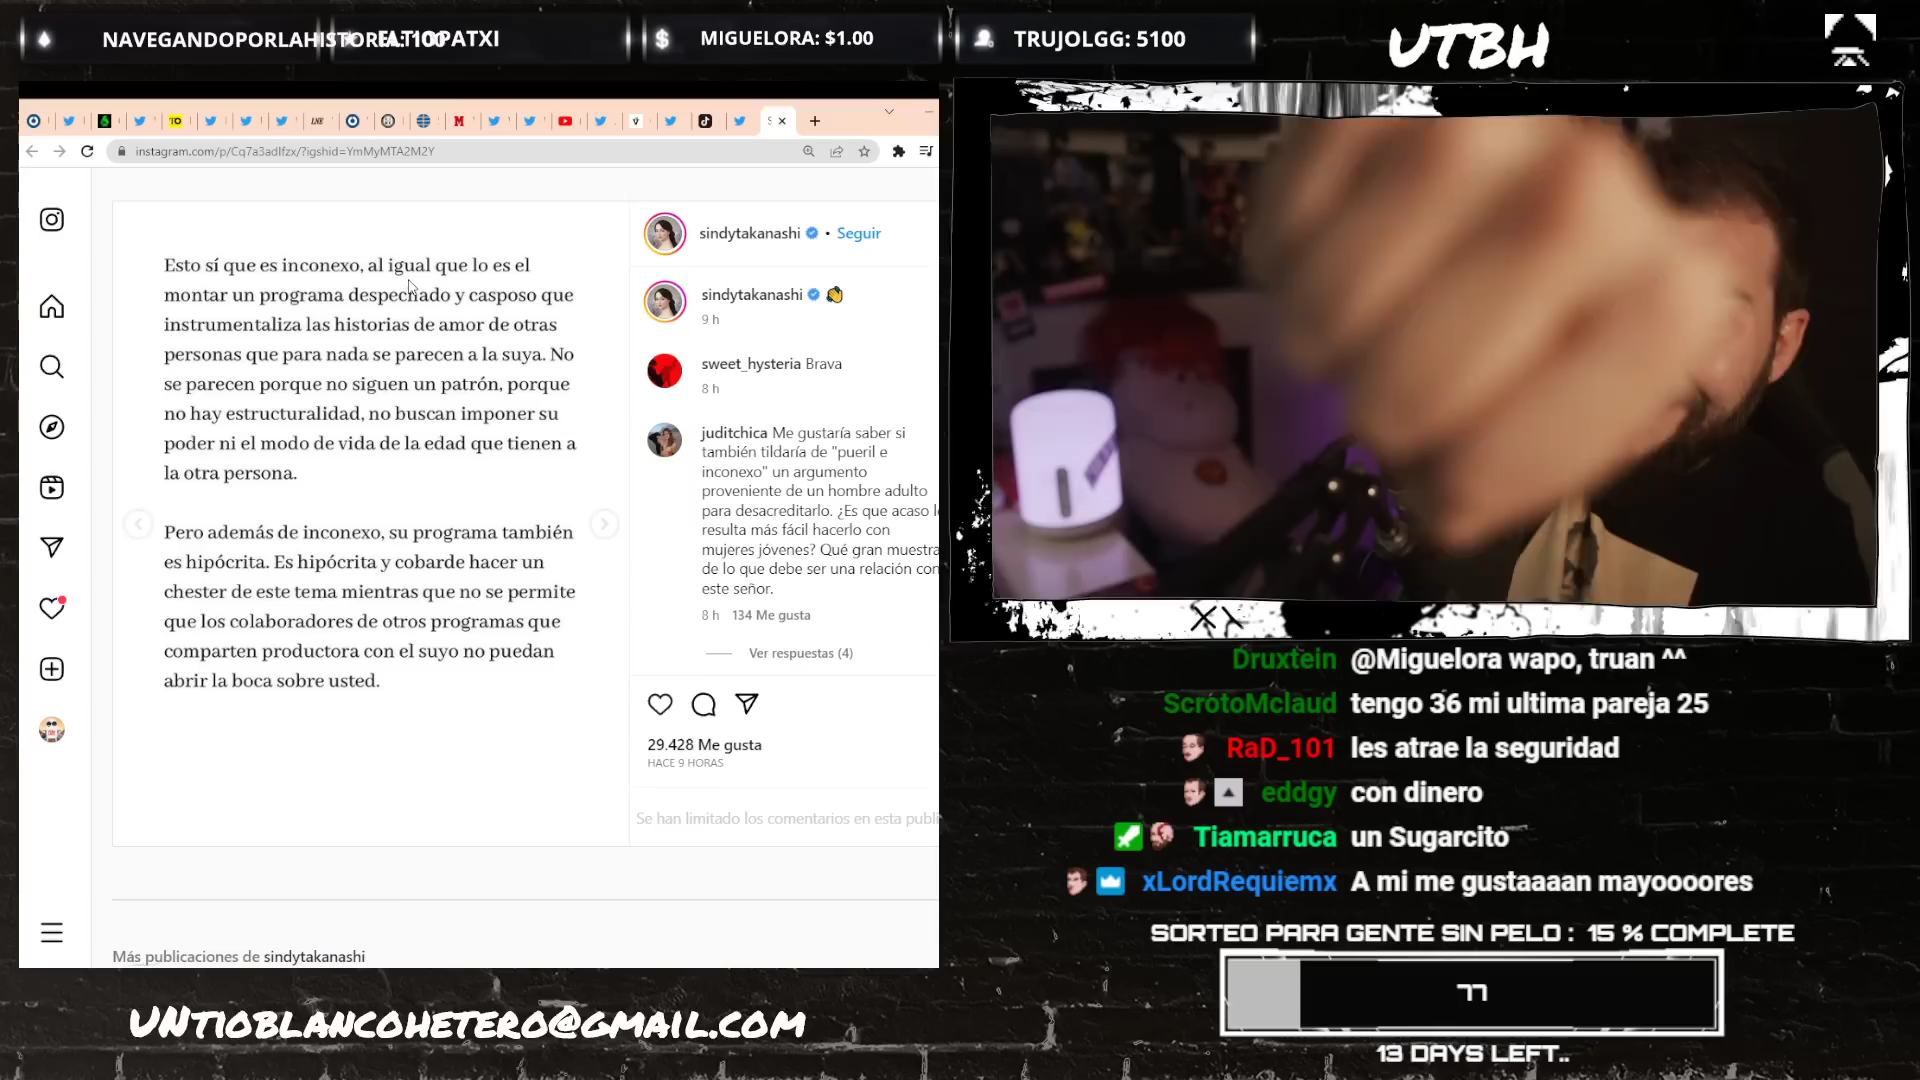 NAVEGANDOPORLAHISTORIA: 100
ELTIOPATXI
$
MIGUELORA: $1.00
TRUJOLGG: 5100
UTBH
instagram.com/p/Cq7a3adIfzx/?igshid=YmMyMTA2M2Y
Esto sí que es inconexo, al igual que lo es el
montar un programa despechado y casposo que
instrumentaliza las historias de amor de otras
personas que para nada se parecen a la suya. No
se parecen porque no siguen un patrón, porque
no hay estructuralidad, no buscan imponer su
poder ni el modo de vida de la edad que tienen a
la otra persona.
Pero además de inconexo, su programa también
es hipócrita. Es hipócrita y cobarde hacer un
chester de este tema mientras que no se permite
que los colaboradores de otros programas que
comparten productora con el suyo no puedan
abrir la boca sobre usted.
sindytakanashi • Seguir
sindytakanashi 👏
9 h
sweet_hysteria Brava
8 h
juditchica Me gustaría saber si
también tildaría de "pueril e
inconexo" un argumento
proveniente de un hombre adulto
para desacreditarlo. ¿Es que acaso l
resulta más fácil hacerlo con
mujeres jóvenes? Qué gran muestra
de lo que debe ser una relación con
este señor.
8 h 134 Me gusta
Ver respuestas (4)
29.428 Me gusta
HACE 9 HORAS
Se han limitado los comentarios en esta publi
Más publicaciones de sindytakanashi
UNTIOBLANCOHETERO@GMAIL.COM
Druxtein @Miguelora wapo, truan ^^
ScrotoMclaud tengo 36 mi ultima pareja 25
RaD_101 les atrae la seguridad
eddgy con dinero
Tiamarruca un Sugarcito
xLordRequiemx A mi me gustaaaan mayoooores
SORTEO PARA GENTE SIN PELO : 15 % COMPLETE
77
13 DAYS LEFT..